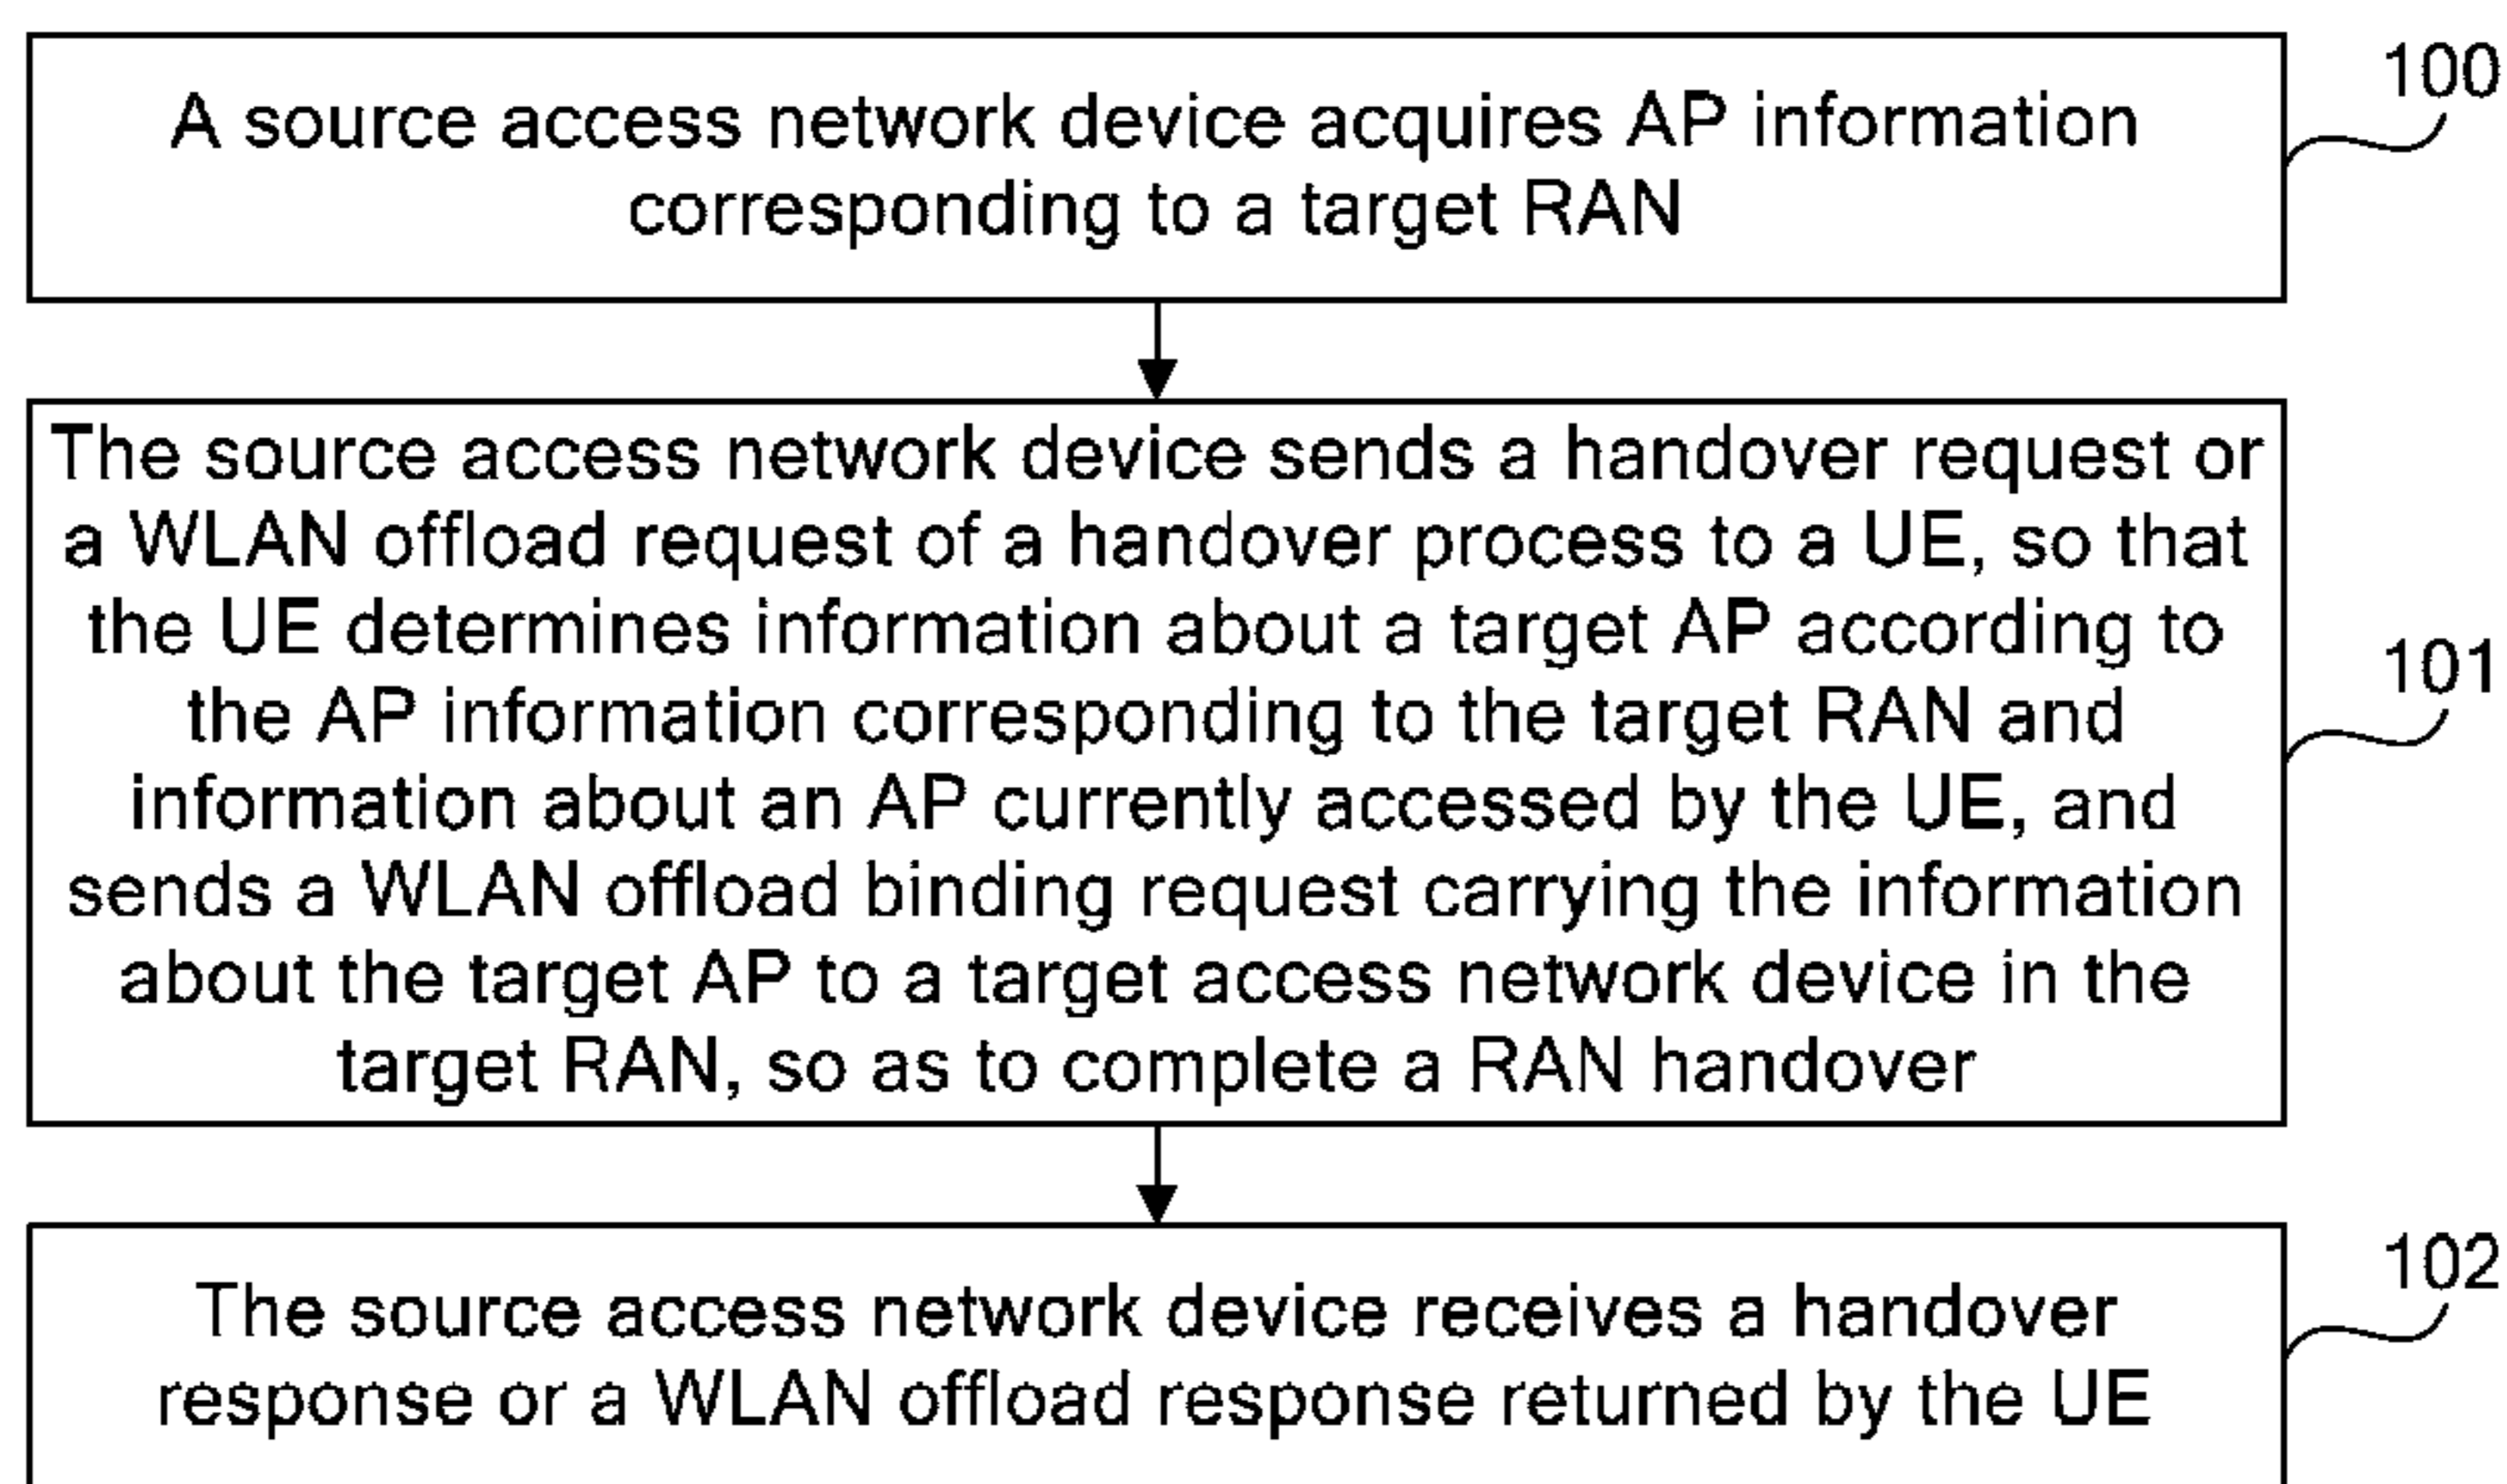 A source access network device acquires AP information
corresponding to a target RAN
100
The source access network device sends a handover request or
a WLAN offload request of a handover process to a UE, so that
the UE determines information about a target AP according to
the AP information corresponding to the target RAN and
information about an AP currently accessed by the UE, and
sends a WLAN offload binding request carrying the information
about the target AP to a target access network device in the
target RAN, so as to complete a RAN handover
101
The source access network device receives a handover
response or a WLAN offload response returned by the UE
102